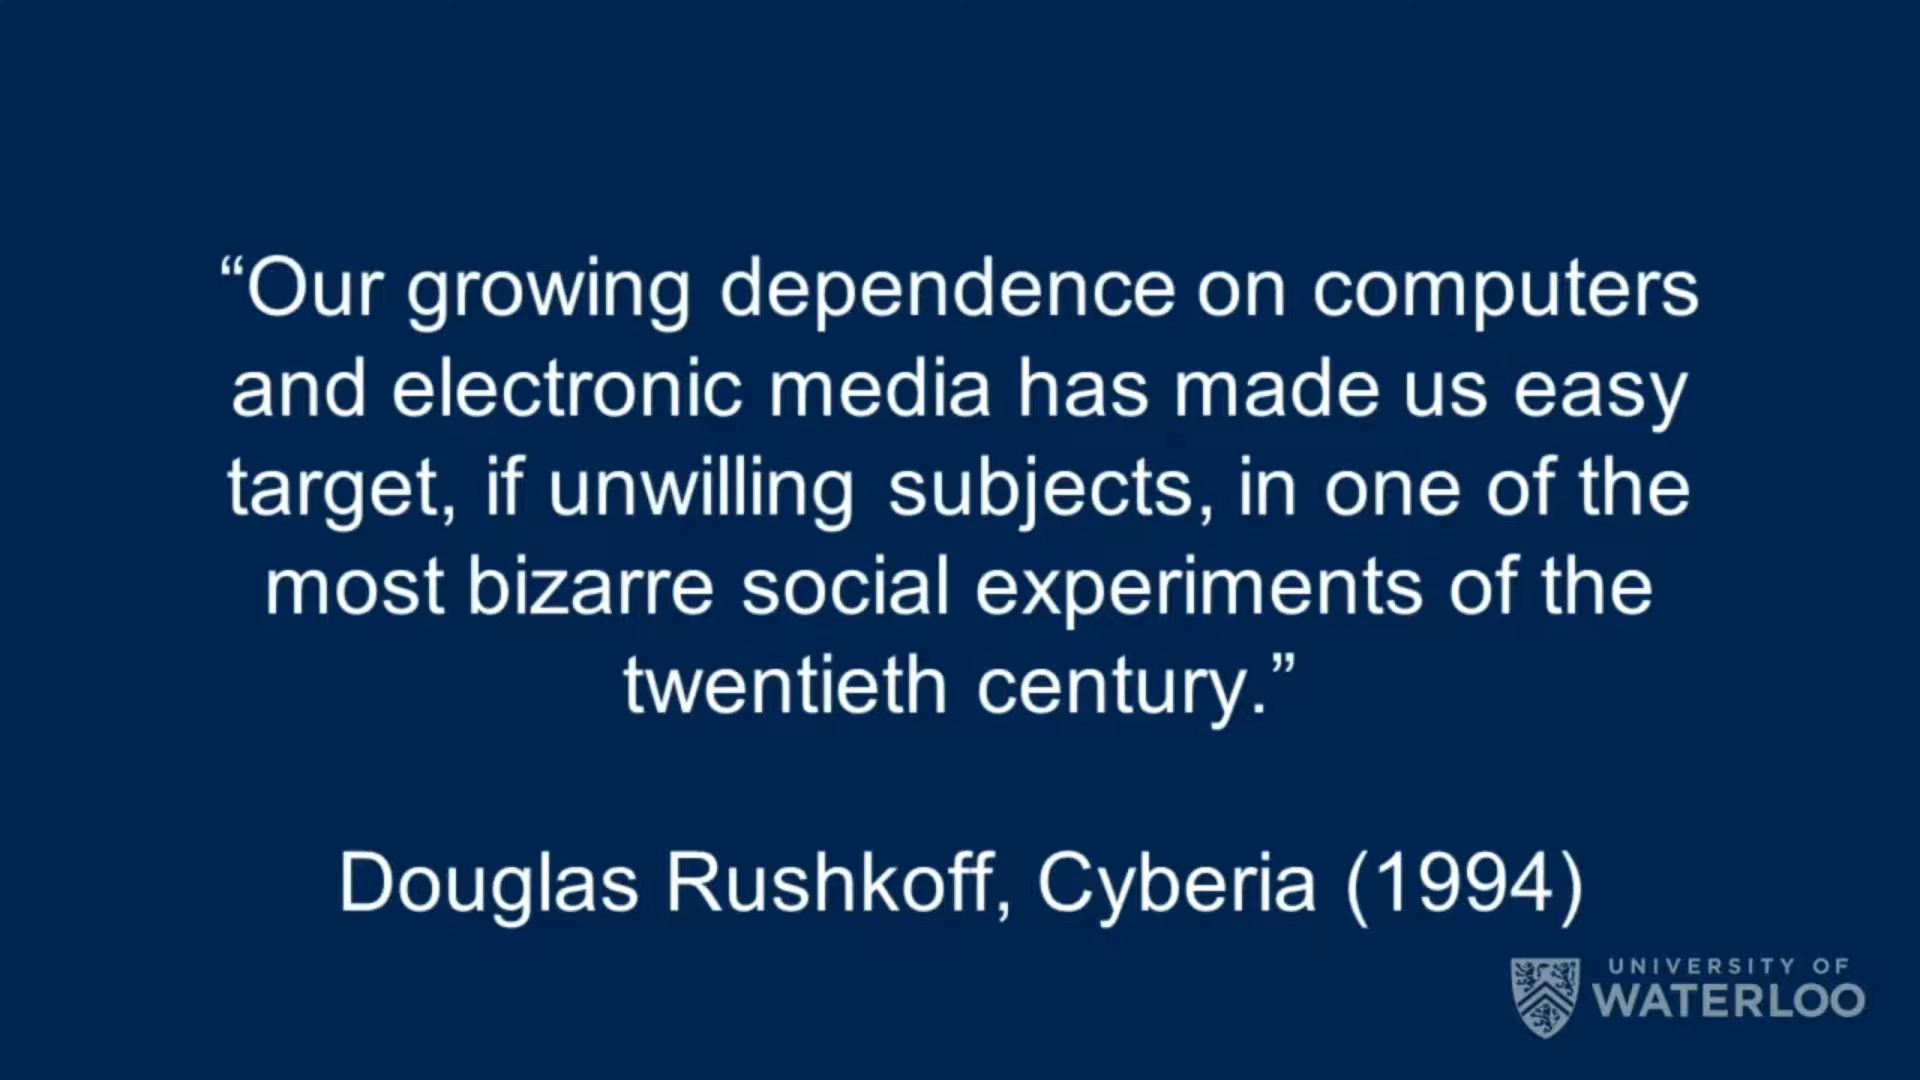 “Our growing dependence on computers
and electronic media has made us easy
target, if unwilling subjects, in one of the
most bizarre social experiments of the
twentieth century.”
Douglas Rushkoff, Cyberia (1994)
UNIVERSITY OF
WATERLOO